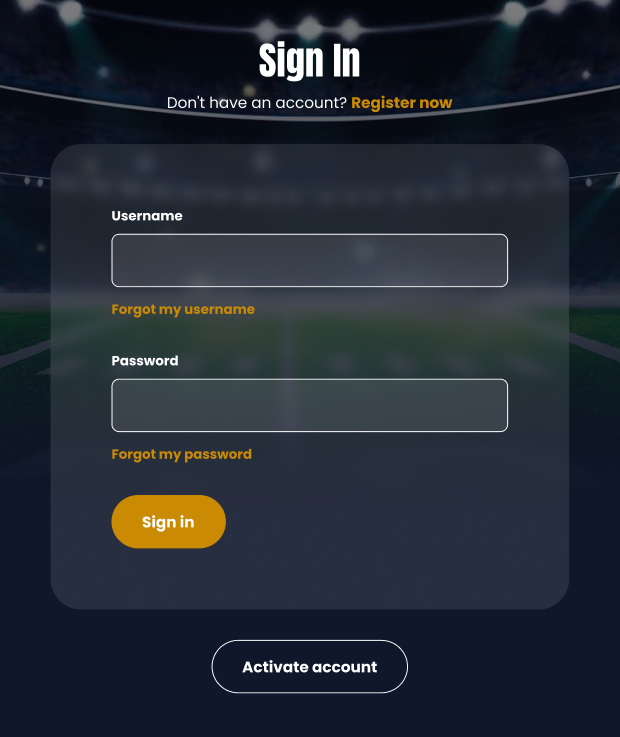 Sign In
Don't have an account? Register now
Username
Forgot my username
Password
Forgot my password
Sign in
Activate account